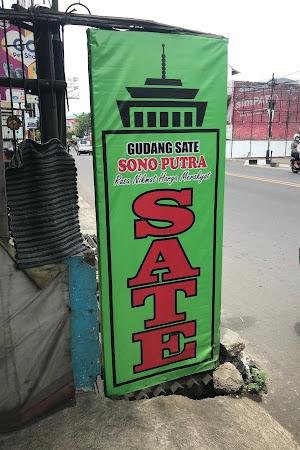 GUDANG SATE
SONO PUTRA
Rasa Nikmat Harga Merakyat
SATE